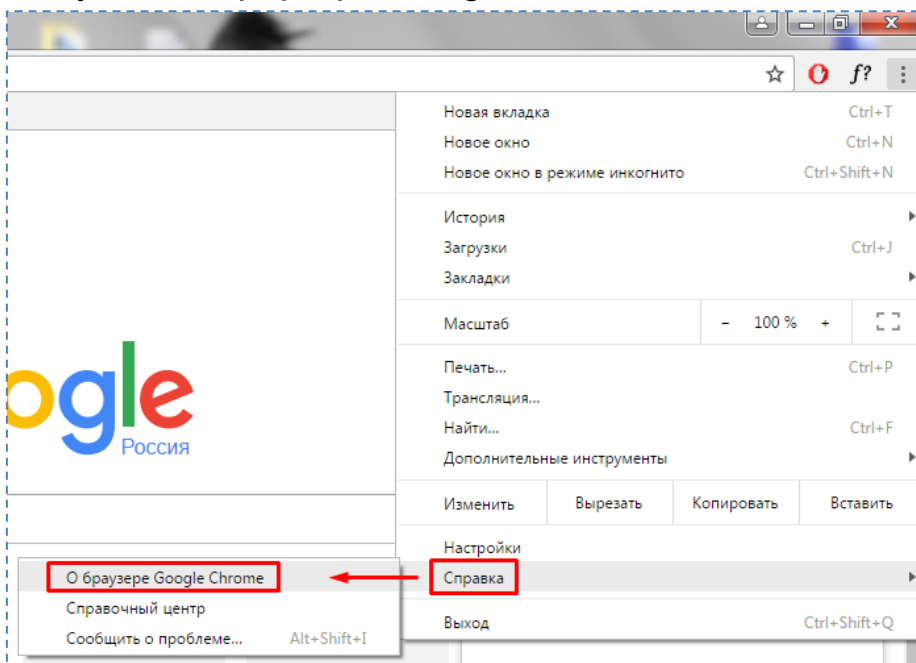 f?
Новая вкладка Ctrl+T
Новое окно Ctrl+N
Новое окно в режиме инкогнито Ctrl+Shift+N
История
Загрузки Ctrl+J
Закладки
Масштаб - 100 % +
Печать... Ctrl+P
Трансляция...
Найти... Ctrl+F
Дополнительные инструменты
Изменить Вырезать Копировать Вставить
Настройки
Справка
Выход Ctrl+Shift+Q
ogle
Россия
О браузере Google Chrome
Справочный центр
Сообщить о проблеме... Alt+Shift+I